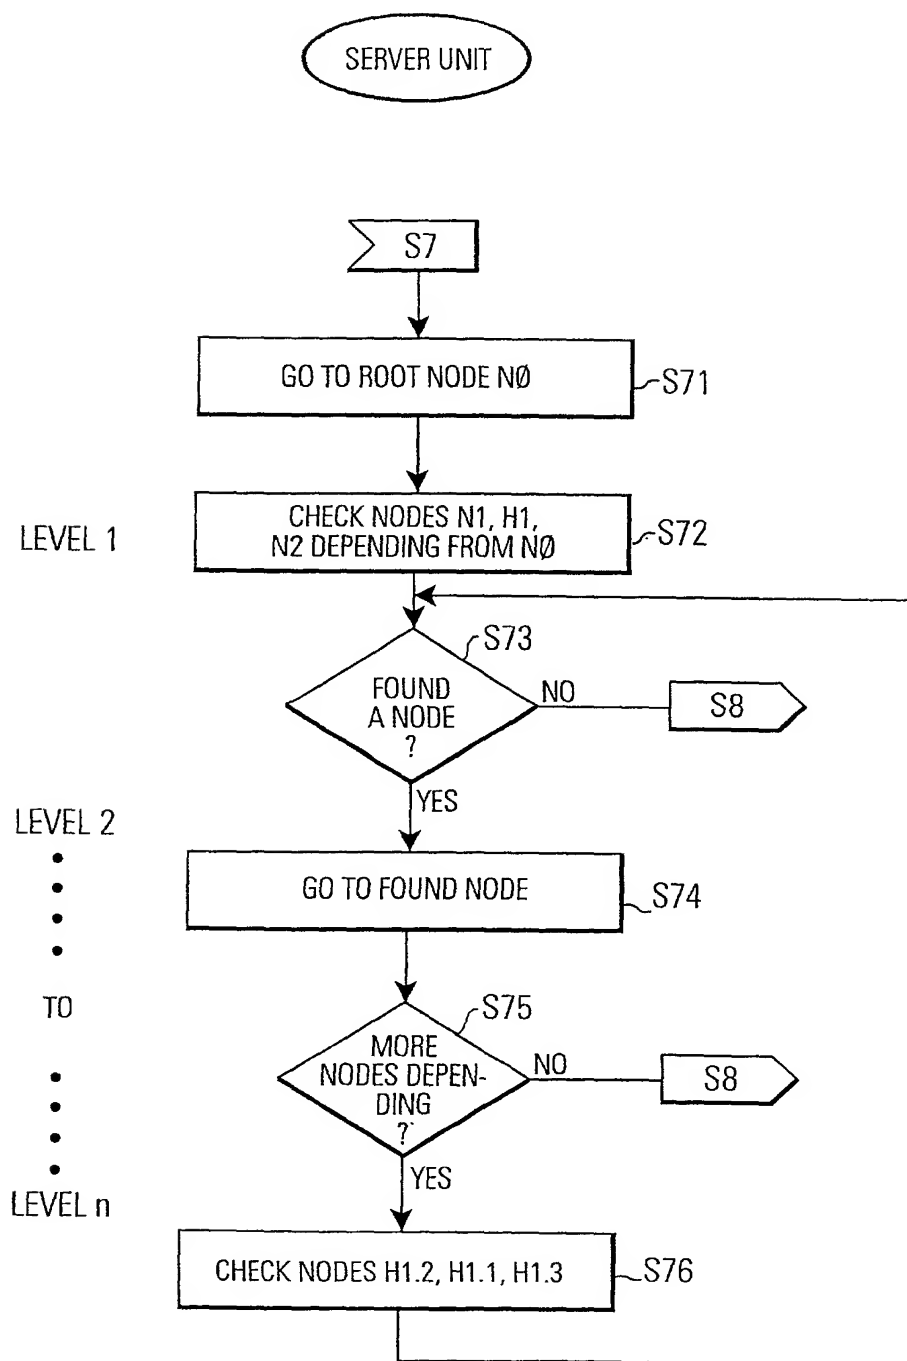 SERVER UNIT
S7
GO TO ROOT NODE NØ
S71
LEVEL 1
CHECK NODES N1, H1,
N2 DEPENDING FROM NØ
S72
S73
FOUND
A NODE
?
NO
S8
YES
LEVEL 2
GO TO FOUND NODE
S74
TO
S75
MORE
NODES DEPEN-
DING
?
NO
S8
YES
LEVEL n
CHECK NODES H1.2, H1.1, H1.3
S76